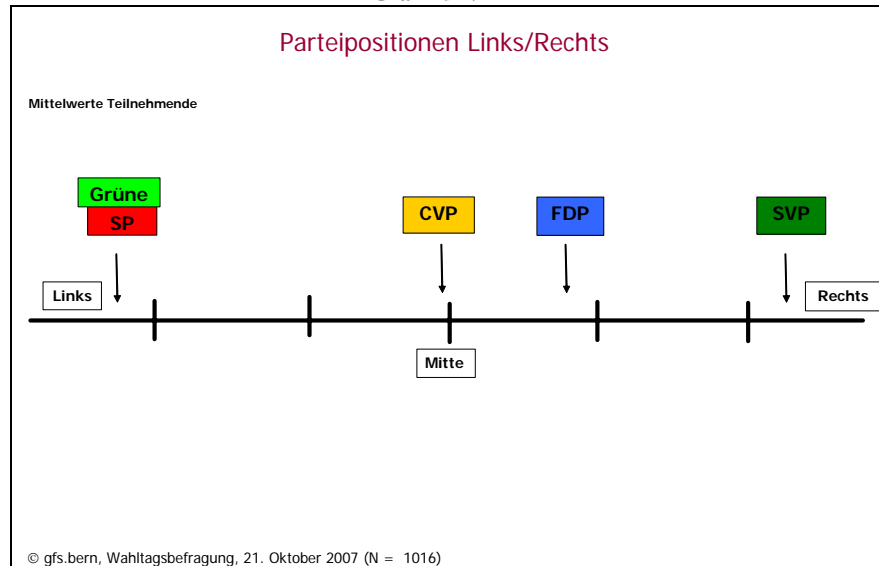 Parteipositionen Links/Rechts
Mittelwerte Teilnehmende
Grüne
SP
CVP
FDP
SVP
Links
Rechts
Mitte
© gfs.bern, Wahltagsbefragung, 21. Oktober 2007 (N = 1016)